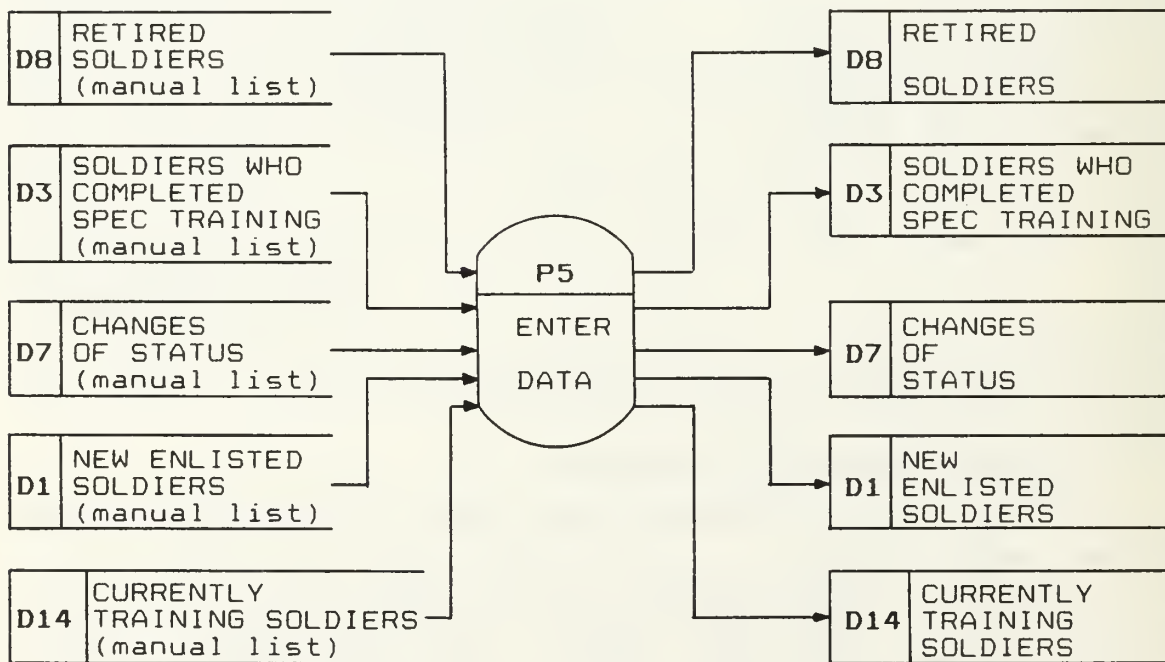 D8
RETIRED
SOLDIERS
(manual list)
D3
SOLDIERS WHO
COMPLETED
SPEC TRAINING
(manual list)
D7
CHANGES
OF STATUS
(manual list)
D1
NEW ENLISTED
SOLDIERS
(manual list)
D14
CURRENTLY
TRAINING SOLDIERS
(manual list)
P5
ENTER
DATA
D8
RETIRED
SOLDIERS
D3
SOLDIERS WHO
COMPLETED
SPEC TRAINING
D7
CHANGES
OF
STATUS
D1
NEW
ENLISTED
SOLDIERS
D14
CURRENTLY
TRAINING
SOLDIERS